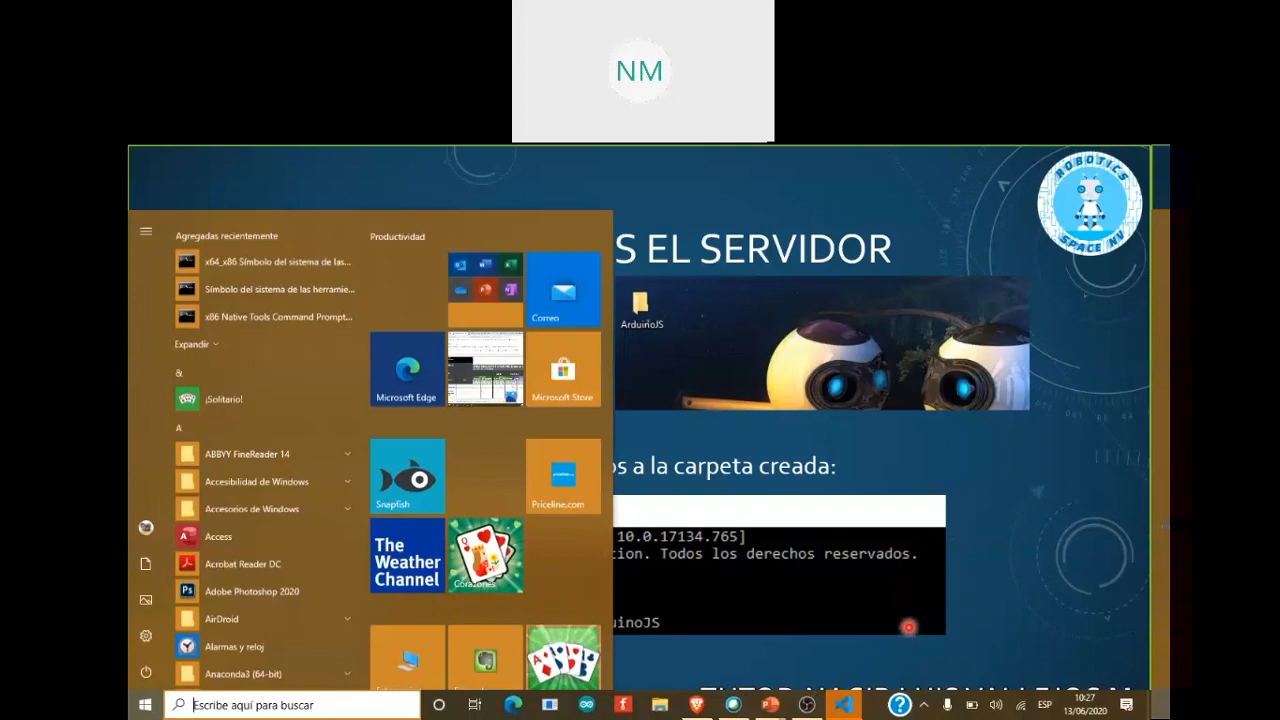 NM
ROBOTICS
SPACE NV
S EL SERVIDOR
ArduinoJS
os a la carpeta creada:
10.0.17134.765]
cion. Todos los derechos reservados.
uinoJS
Agregadas recientemente
x64_x86 Símbolo del sistema de las...
Símbolo del sistema de las herramie...
x86 Native Tools Command Prompt...
Expandir
&
¡Solitario!
A
ABBYY FineReader 14
Accesibilidad de Windows
Accesorios de Windows
Access
Acrobat Reader DC
Adobe Photoshop 2020
AirDroid
Alarmas y reloj
Anaconda3 (64-bit)
Productividad
Correo
Microsoft Edge
Microsoft Store
Snapfish
priceline.com
Priceline.com
The
Weather
Channel
Corazones
Escribe aquí para buscar
ESP
10:27
13/06/2020